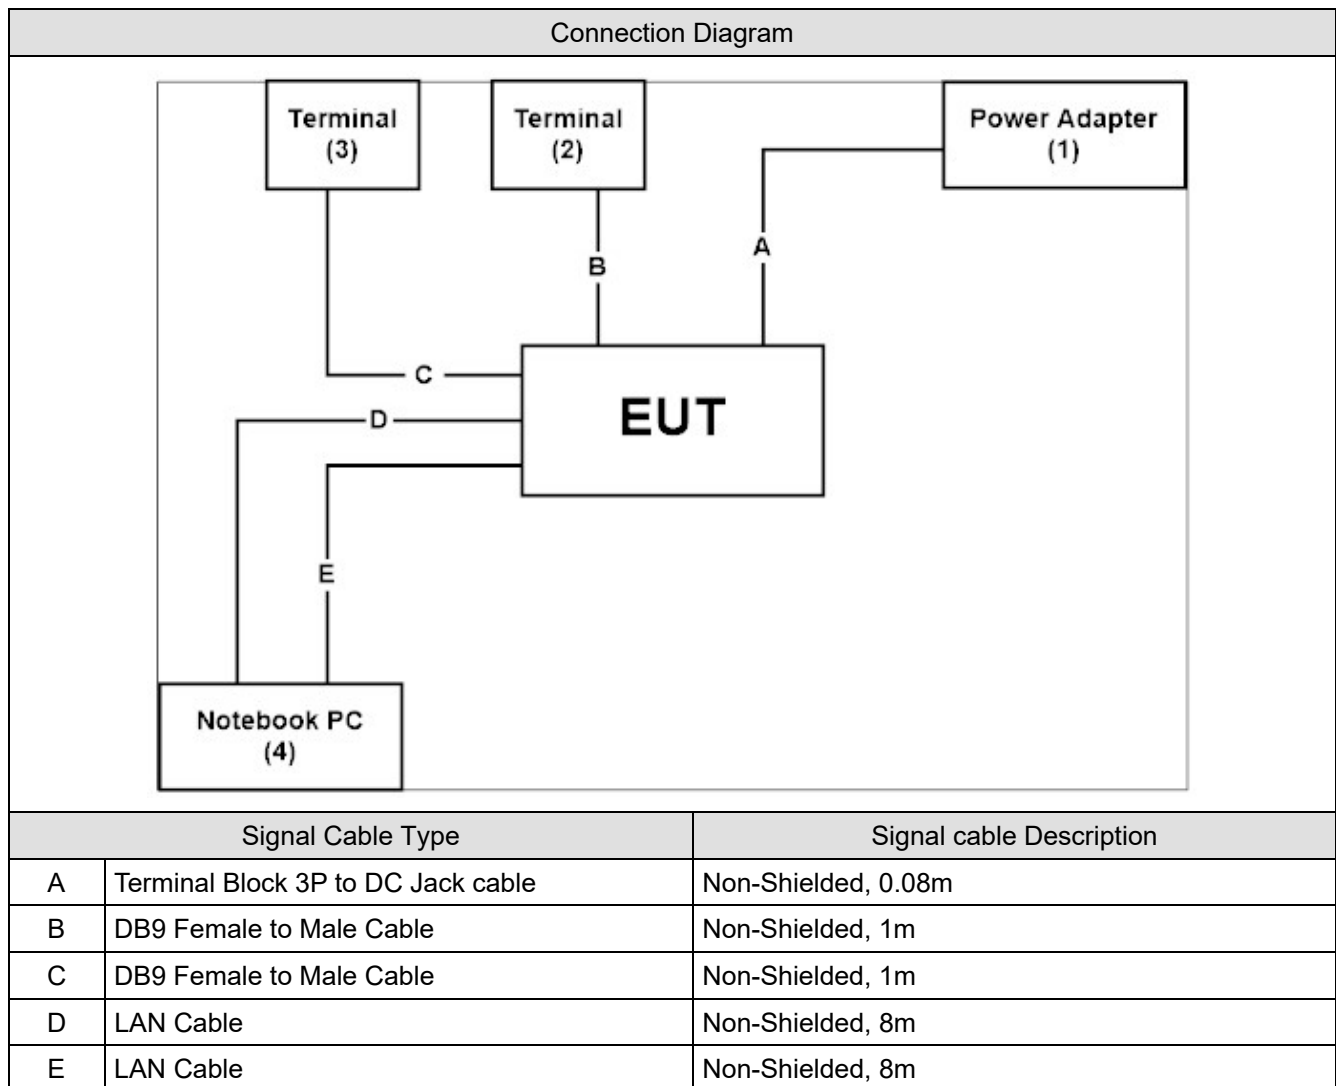 Connection Diagram
Terminal
(3)
Terminal
(2)
Power Adapter
(1)
A
B
C
D
EUT
E
Notebook PC
(4)
Signal Cable Type Signal cable Description
A Terminal Block 3P to DC Jack cable Non-Shielded, 0.08m
B DB9 Female to Male Cable Non-Shielded, 1m
C DB9 Female to Male Cable Non-Shielded, 1m
D LAN Cable Non-Shielded, 8m
E LAN Cable Non-Shielded, 8m